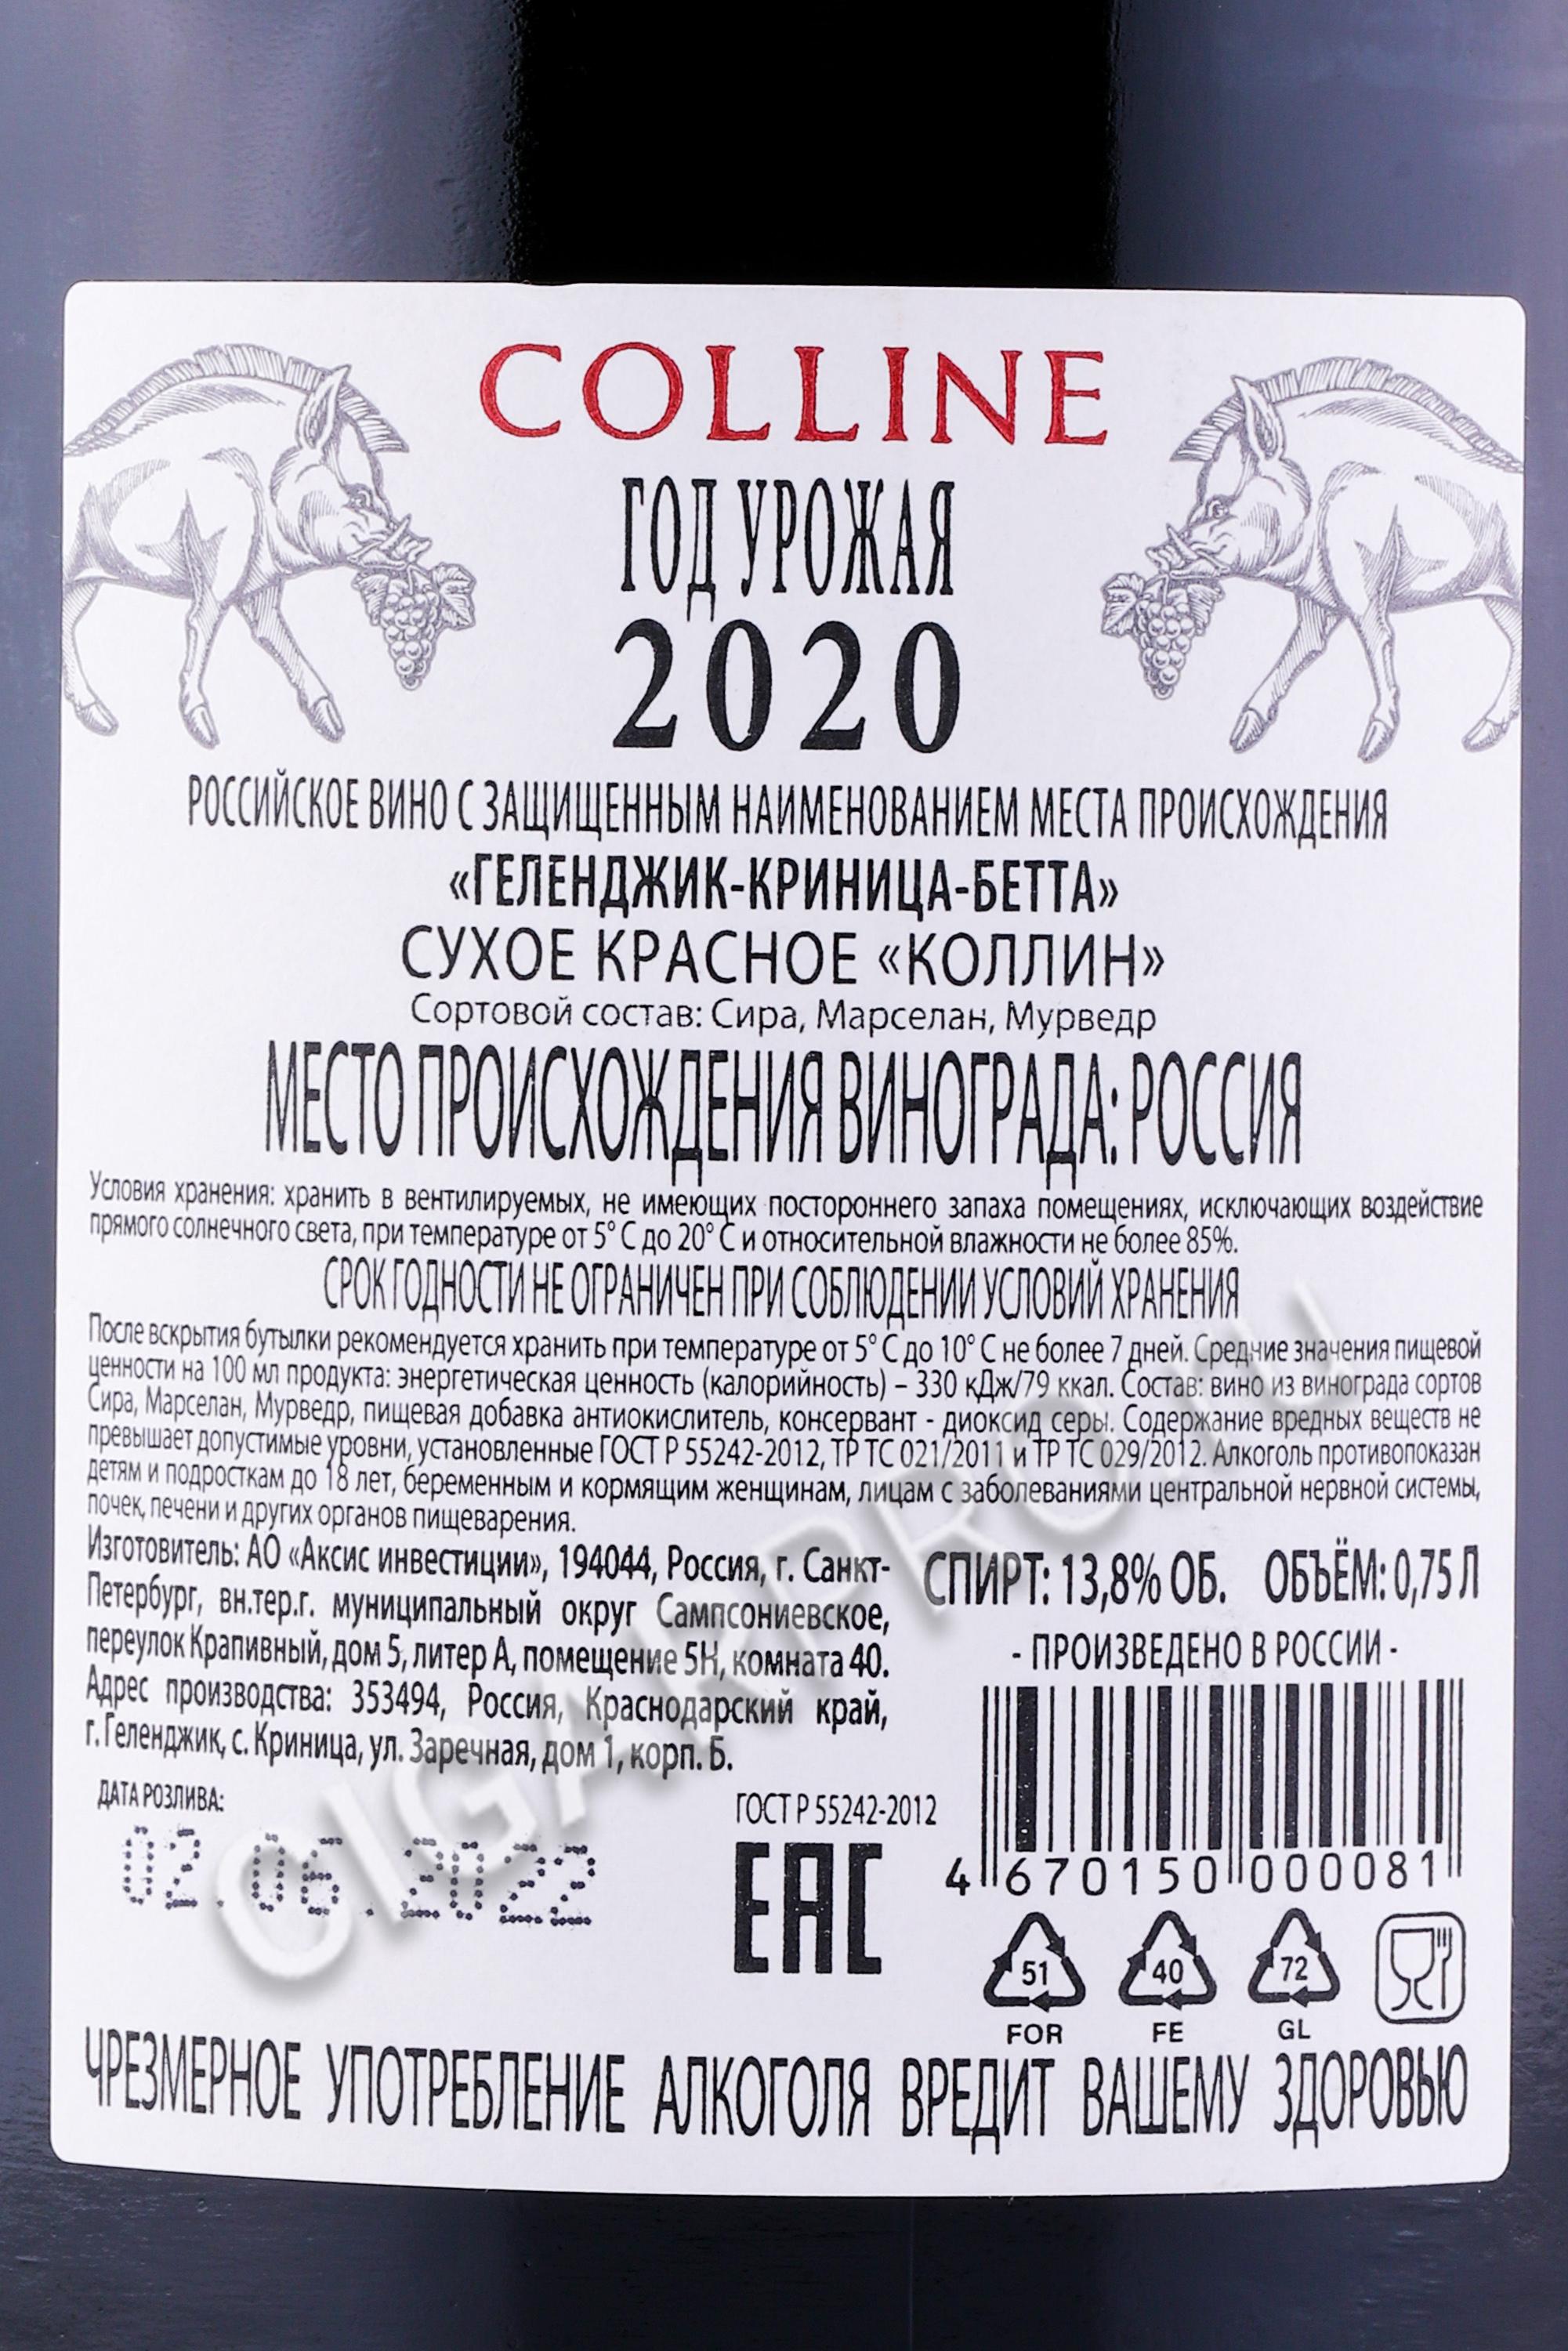 COLLINE
ГОД УРОЖАЯ
2020
РОССИЙСКОЕ ВИНО С ЗАЩИЩЕННЫМ НАИМЕНОВАНИЕМ МЕСТА ПРОИСХОЖДЕНИЯ
«ГЕЛЕНДЖИК-КРИНИЦА-БЕТТА»
СУХОЕ КРАСНОЕ «КОЛЛИН»
Сортовой состав: Сира, Марселан, Мурведр
МЕСТО ПРОИСХОЖДЕНИЯ ВИНОГРАДА: РОССИЯ
Условия хранения: хранить в вентилируемых, не имеющих постороннего запаха помещениях, исключающих воздействие
прямого солнечного света, при температуре от 5° С до 20° С и относительной влажности не более 85%.
СРОК ГОДНОСТИ НЕ ОГРАНИЧЕН ПРИ СОБЛЮДЕНИИ УСЛОВИЙ ХРАНЕНИЯ
После вскрытия бутылки рекомендуется хранить при температуре от 5° С до 10° С не более 7 дней. Средние значения пищевой
ценности на 100 мл продукта: энергетическая ценность (калорийность) – 330 кДж/79 ккал. Состав: вино из винограда сортов
Сира, Марселан, Мурведр, пищевая добавка антиокислитель, консервант - диоксид серы. Содержание вредных веществ не
превышает допустимые уровни, установленные ГОСТ Р 55242-2012, ТР ТС 021/2011 и ТР ТС 029/2012. Алкоголь противопоказан
детям и подросткам до 18 лет, беременным и кормящим женщинам, лицам с заболеваниями центральной нервной системы,
почек, печени и других органов пищеварения.
Изготовитель: АО «Аксис инвестиции», 194044, Россия, г. Санкт-
Петербург, вн.тер.г. муниципальный округ Сампсониевское,
переулок Крапивный, дом 5, литер А, помещение 5Н, комната 40.
Адрес производства: 353494, Россия, Краснодарский край,
г. Геленджик, с. Криница, ул. Заречная, дом 1, корп. Б.
СПИРТ: 13,8% ОБ. ОБЪЁМ: 0,75 Л
- ПРОИЗВЕДЕНО В РОССИИ -
ДАТА РОЗЛИВА:
02.06.2022
ГОСТ Р 55242-2012
EAC
4 670150 000081
51 40 72
FOR FE GL
ЧРЕЗМЕРНОЕ УПОТРЕБЛЕНИЕ АЛКОГОЛЯ ВРЕДИТ ВАШЕМУ ЗДОРОВЬЮ
CIGARPRO.ru